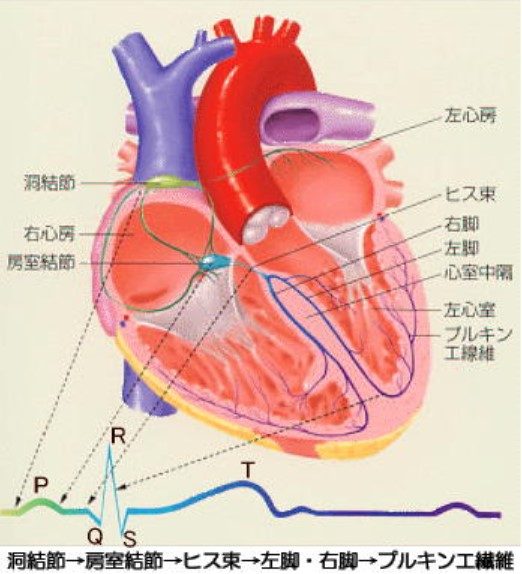 左心房
洞結節
ヒス束
右脚
右心房
左脚
房室結節
心室中隔
左心室
プルキン
エ線維
R
P
T
Q
S
洞結節→房室結節→ヒス束→左脚・右脚→プルキンエ繊維